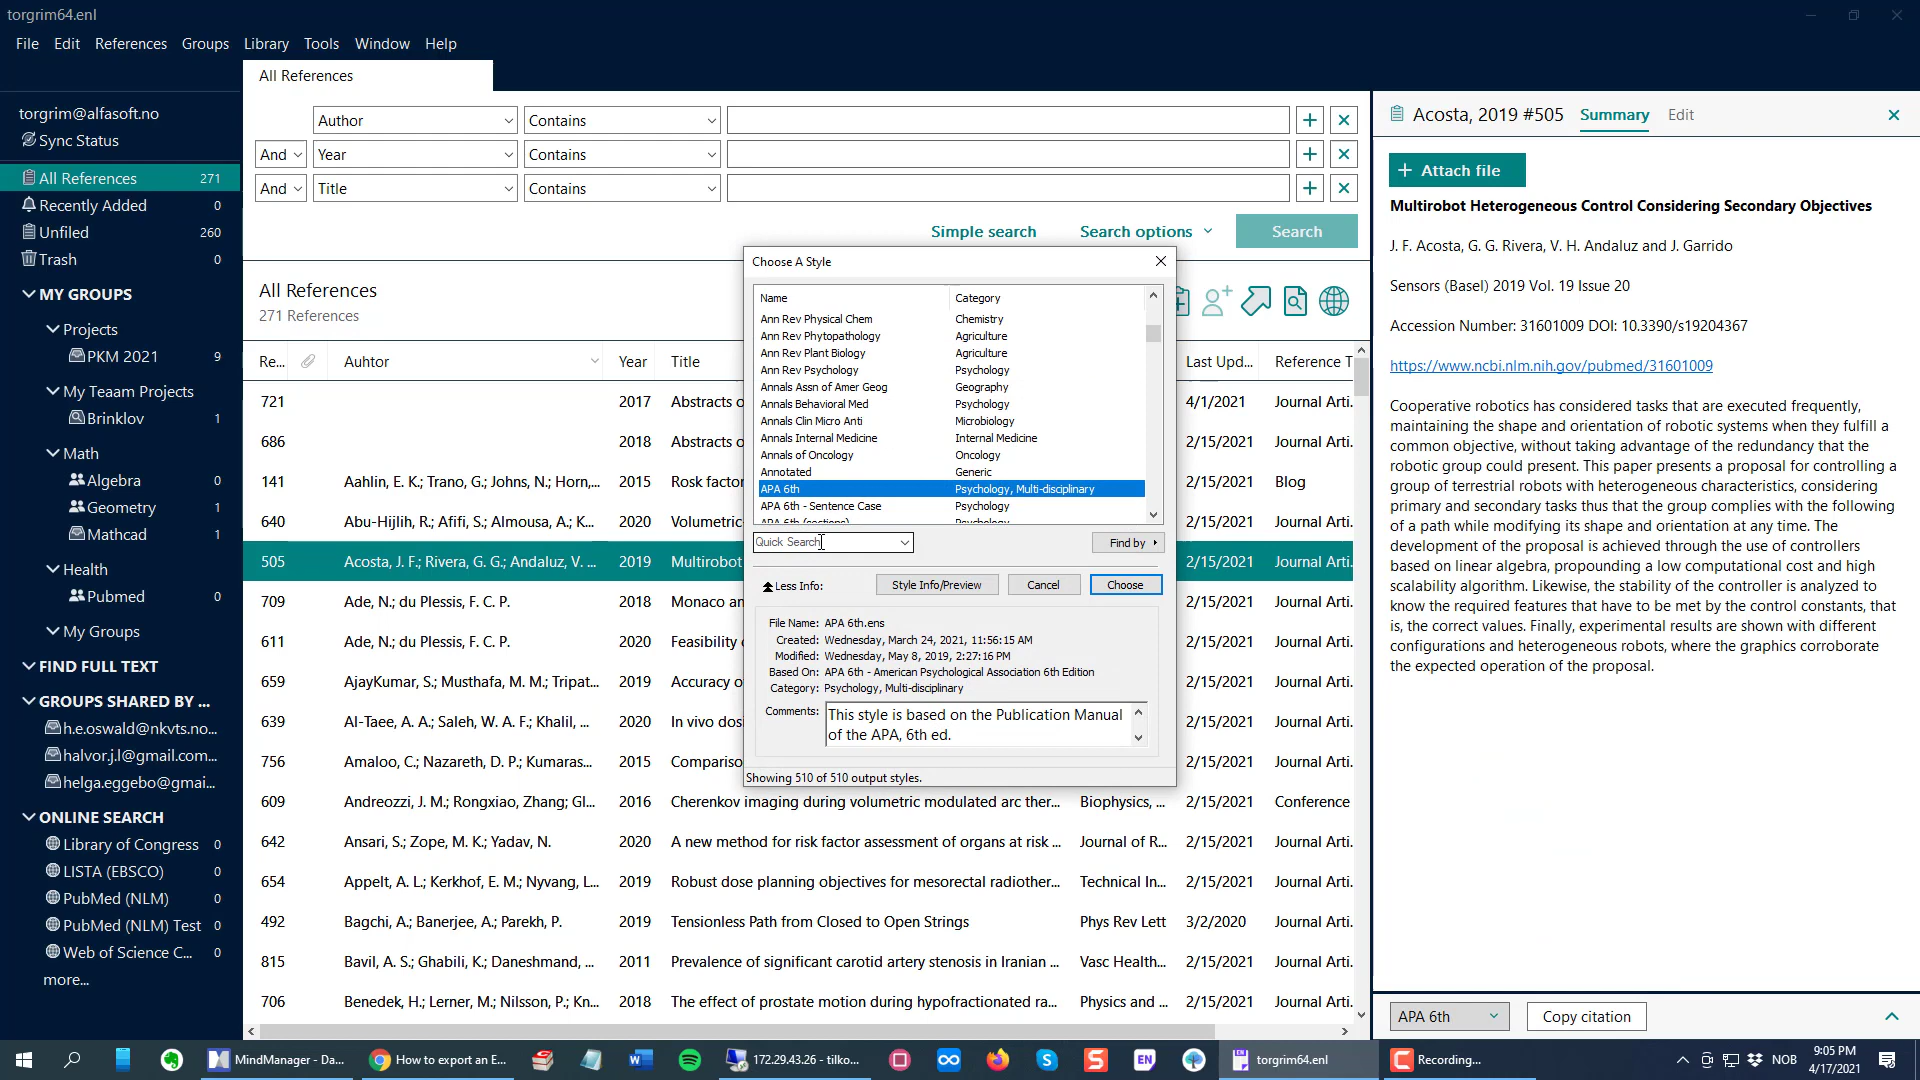 torgrim64.enl
File Edit References Groups Library Tools Window Help
torgrim@alfasoft.no
Sync Status
All References 271
Recently Added 0
Unfiled 260
Trash 0
MY GROUPS
Projects
PKM 2021 9
My Teaam Projects
Brinklov 1
Math
Algebra 0
Geometry 1
Mathcad 1
Health
Pubmed 0
My Groups
FIND FULL TEXT
GROUPS SHARED BY ...
h.e.oswald@nkvts.no...
halvor.j.l@gmail.com...
helga.eggebo@gmai...
ONLINE SEARCH
Library of Congress 0
LISTA (EBSCO) 0
PubMed (NLM) 0
PubMed (NLM) Test 0
Web of Science C... 0
more...
All References
Author Contains
And Year Contains
And Title Contains
Simple search Search options Search
All References
271 References
Re... Auhtor Year Title Last Upd... Reference T
721 2017 Abstracts o 4/1/2021 Journal Arti.
686 2018 Abstracts o 2/15/2021 Journal Arti.
141 Aahlin, E. K.; Trano, G.; Johns, N.; Horn,... 2015 Rosk factor 2/15/2021 Blog
640 Abu-Hijlih, R.; Afifi, S.; Almousa, A.; K... 2020 Volumetric 2/15/2021 Journal Arti.
505 Acosta, J. F.; Rivera, G. G.; Andaluz, V. ... 2019 Multirobot 2/15/2021 Journal Arti.
709 Ade, N.; du Plessis, F. C. P. 2018 Monaco an 2/15/2021 Journal Arti.
611 Ade, N.; du Plessis, F. C. P. 2020 Feasibility 2/15/2021 Journal Arti.
659 AjayKumar, S.; Musthafa, M. M.; Tripat... 2019 Accuracy o 2/15/2021 Journal Arti.
639 Al-Taee, A. A.; Saleh, W. A. F.; Khalil, ... 2020 In vivo dosi 2/15/2021 Journal Arti.
756 Amaloo, C.; Nazareth, D. P.; Kumaras... 2015 Compariso 2/15/2021 Journal Arti.
609 Andreozzi, J. M.; Rongxiao, Zhang; Gl... 2016 Cherenkov imaging during volumetric modulated arc ther... Biophysics, ... 2/15/2021 Conference
642 Ansari, S.; Zope, M. K.; Yadav, N. 2020 A new method for risk factor assessment of organs at risk ... Journal of R... 2/15/2021 Journal Arti.
654 Appelt, A. L.; Kerkhof, E. M.; Nyvang, L... 2019 Robust dose planning objectives for mesorectal radiother... Technical In... 2/15/2021 Journal Arti.
492 Bagchi, A.; Banerjee, A.; Parekh, P. 2019 Tensionless Path from Closed to Open Strings Phys Rev Lett 3/2/2020 Journal Arti.
815 Bavil, A. S.; Ghabili, K.; Daneshmand, ... 2011 Prevalence of significant carotid artery stenosis in Iranian ... Vasc Health... 2/15/2021 Journal Arti.
706 Benedek, H.; Lerner, M.; Nilsson, P.; Kn... 2018 The effect of prostate motion during hypofractionated ra... Physics and ... 2/15/2021 Journal Arti.
Choose A Style
Name Category
Ann Rev Physical Chem Chemistry
Ann Rev Phytopathology Agriculture
Ann Rev Plant Biology Agriculture
Ann Rev Psychology Psychology
Annals Assn of Amer Geog Geography
Annals Behavioral Med Psychology
Annals Clin Micro Anti Microbiology
Annals Internal Medicine Internal Medicine
Annals of Oncology Oncology
Annotated Generic
APA 6th Psychology, Multi-disciplinary
APA 6th - Sentence Case Psychology
APA 6th (sections) Psychology
Quick Search Find by
Less Info: Style Info/Preview Cancel Choose
File Name: APA 6th.ens
Created: Wednesday, March 24, 2021, 11:56:15 AM
Modified: Wednesday, May 8, 2019, 2:27:16 PM
Based On: APA 6th - American Psychological Association 6th Edition
Category: Psychology, Multi-disciplinary
Comments: This style is based on the Publication Manual
of the APA, 6th ed.
Showing 510 of 510 output styles.
Acosta, 2019 #505 Summary Edit
Attach file
Multirobot Heterogeneous Control Considering Secondary Objectives
J. F. Acosta, G. G. Rivera, V. H. Andaluz and J. Garrido
Sensors (Basel) 2019 Vol. 19 Issue 20
Accession Number: 31601009 DOI: 10.3390/s19204367
https://www.ncbi.nlm.nih.gov/pubmed/31601009
Cooperative robotics has considered tasks that are executed frequently,
maintaining the shape and orientation of robotic systems when they fulfill a
common objective, without taking advantage of the redundancy that the
robotic group could present. This paper presents a proposal for controlling a
group of terrestrial robots with heterogeneous characteristics, considering
primary and secondary tasks thus that the group complies with the following
of a path while modifying its shape and orientation at any time. The
development of the proposal is achieved through the use of controllers
based on linear algebra, propounding a low computational cost and high
scalability algorithm. Likewise, the stability of the controller is analyzed to
know the required features that have to be met by the control constants, that
is, the correct values. Finally, experimental results are shown with different
configurations and heterogeneous robots, where the graphics corroborate
the expected operation of the proposal.
APA 6th Copy citation
MindManager - Da... How to export an E... 172.29.43.26 - tilko... EN torgrim64.enl Recording... NOB 9:05 PM
4/17/2021